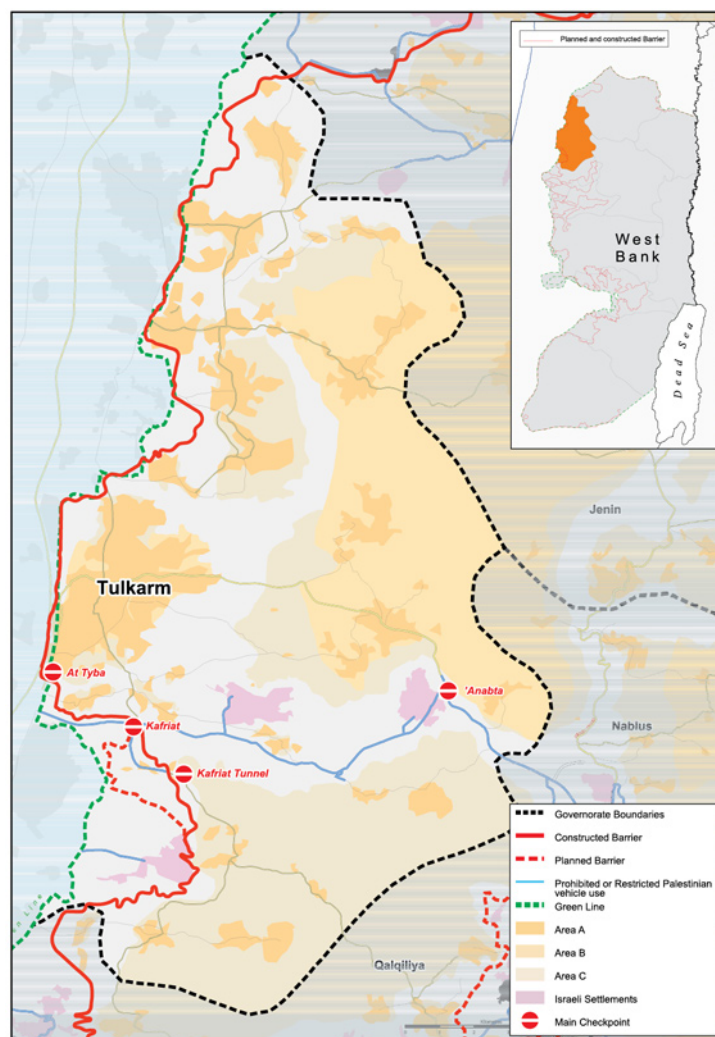 Planned and constructed Barrier
West
Bank
Dead Sea
Jenin
Tulkarm
At Tyba
'Anabta
Kafriat
Nablus
Kafriat Tunnel
Governorate Boundaries
Constructed Barrier
Planned Barrier
Prohibited or Restricted Palestinian
vehicle use
Green Line
Area A
Area B
Area C
Israeli Settlements
Main Checkpoint
Qalqiliya